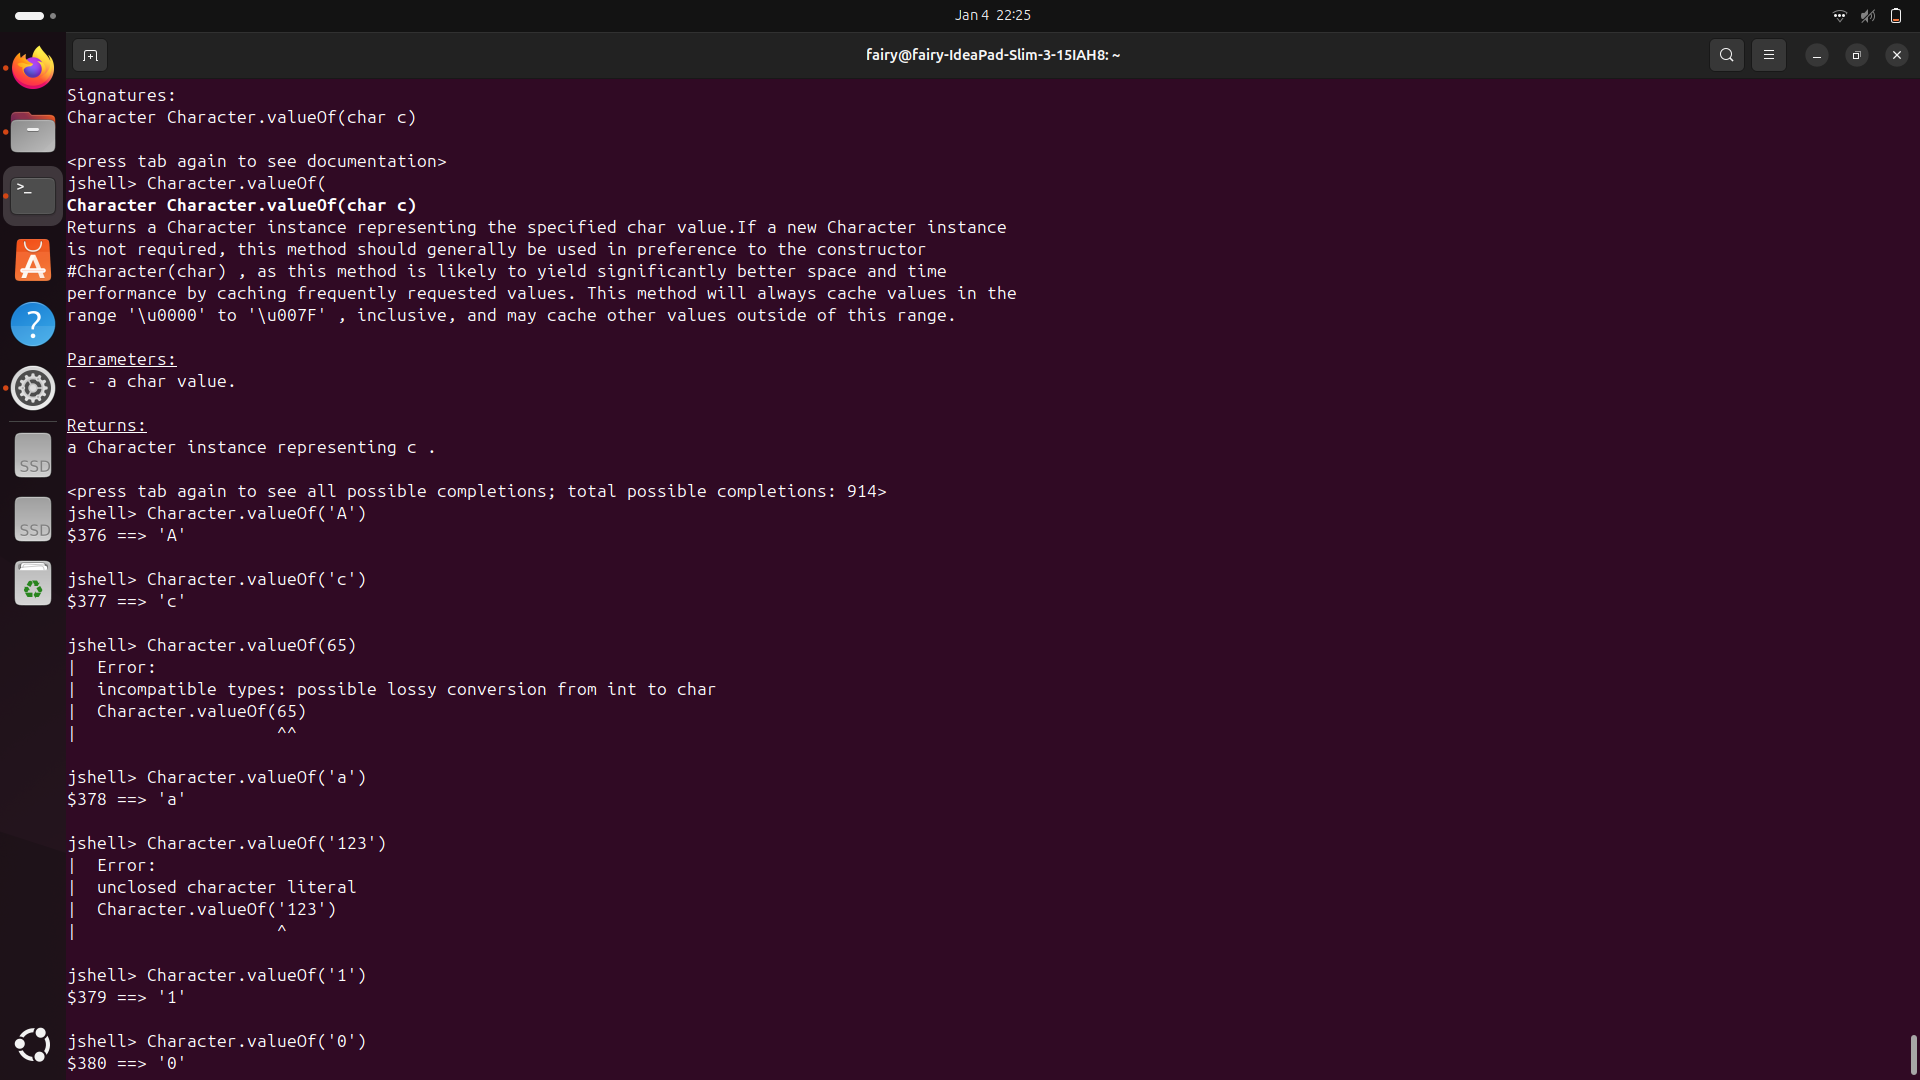 Jan 4 22:25
fairy@fairy-IdeaPad-Slim-3-15IAH8: ~
Signatures:
Character Character.valueOf(char c)
<press tab again to see documentation>
jshell> Character.valueOf(
Character Character.valueOf(char c)
Returns a Character instance representing the specified char value.If a new Character instance
is not required, this method should generally be used in preference to the constructor
#Character(char) , as this method is likely to yield significantly better space and time
performance by caching frequently requested values. This method will always cache values in the
range '\u0000' to '\u007F' , inclusive, and may cache other values outside of this range.
Parameters:
c - a char value.
Returns:
a Character instance representing c .
<press tab again to see all possible completions; total possible completions: 914>
jshell> Character.valueOf('A')
$376 ==> 'A'
jshell> Character.valueOf('c')
$377 ==> 'c'
jshell> Character.valueOf(65)
|  Error:
|  incompatible types: possible lossy conversion from int to char
|  Character.valueOf(65)
|                    ^^
jshell> Character.valueOf('a')
$378 ==> 'a'
jshell> Character.valueOf('123')
|  Error:
|  unclosed character literal
|  Character.valueOf('123')
|                    ^
jshell> Character.valueOf('1')
$379 ==> '1'
jshell> Character.valueOf('0')
$380 ==> '0'
>_
?
SSD
SSD